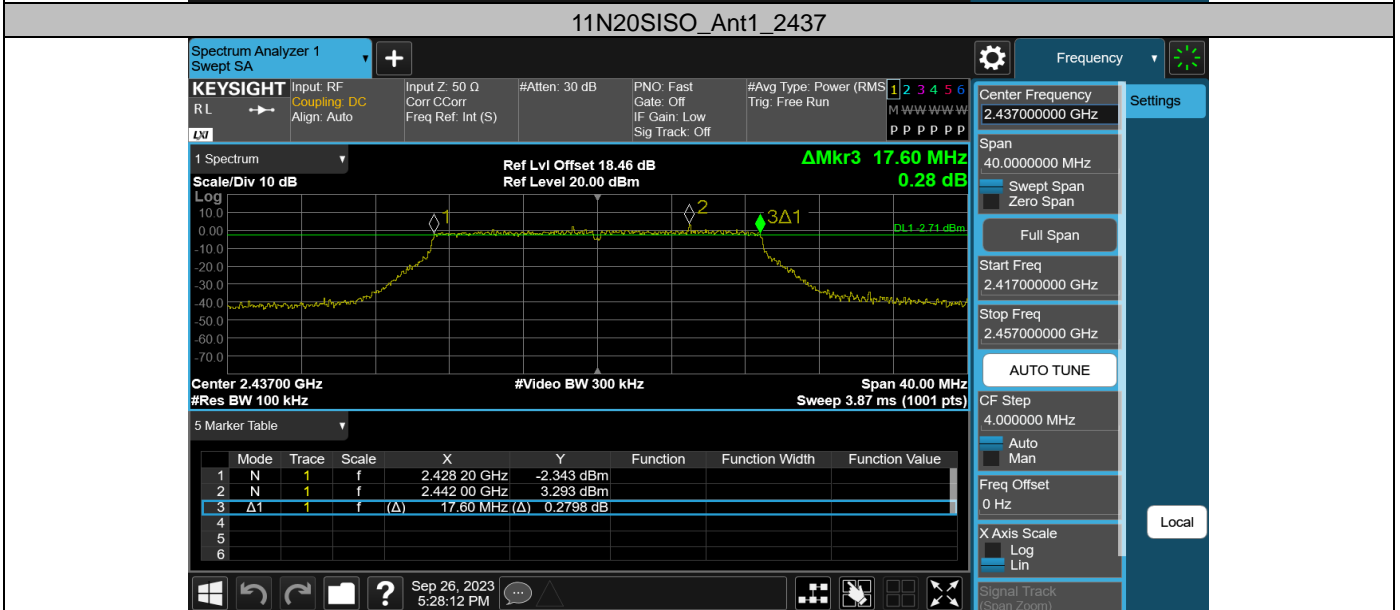 11N20SISO_Ant1_2437
Spectrum Analyzer 1
Swept SA
Frequency
KEYSIGHT
RL
LXI
Input: RF
Coupling: DC
Align: Auto
Input Z: 50 Ω
Corr CCorr
Freq Ref: Int (S)
#Atten: 30 dB
PNO: Fast
Gate: Off
IF Gain: Low
Sig Track: Off
#Avg Type: Power (RMS
Trig: Free Run
1 2 3 4 5 6
M W W W W W
P P P P P P
Center Frequency
2.437000000 GHz
Settings
Span
40.0000000 MHz
Swept Span
Zero Span
Full Span
Start Freq
2.417000000 GHz
Stop Freq
2.457000000 GHz
AUTO TUNE
CF Step
4.000000 MHz
Auto
Man
Freq Offset
0 Hz
X Axis Scale
Log
Lin
Signal Track
(Span Zoom)
Local
1 Spectrum
Scale/Div 10 dB
Ref Lvl Offset 18.46 dB
Ref Level 20.00 dBm
ΔMkr3 17.60 MHz
0.28 dB
Log
10.0
0.00
-10.0
-20.0
-30.0
-40.0
-50.0
-60.0
-70.0
1
2
3Δ1
DL1 -2.71 dBm
Center 2.43700 GHz
#Video BW 300 kHz
Span 40.00 MHz
#Res BW 100 kHz
Sweep 3.87 ms (1001 pts)
5 Marker Table
Mode Trace Scale X Y Function Function Width Function Value
1 N 1 f 2.428 20 GHz -2.343 dBm
2 N 1 f 2.442 00 GHz 3.293 dBm
3 Δ1 1 f (Δ) 17.60 MHz (Δ) 0.2798 dB
4
5
6
?
Sep 26, 2023
5:28:12 PM